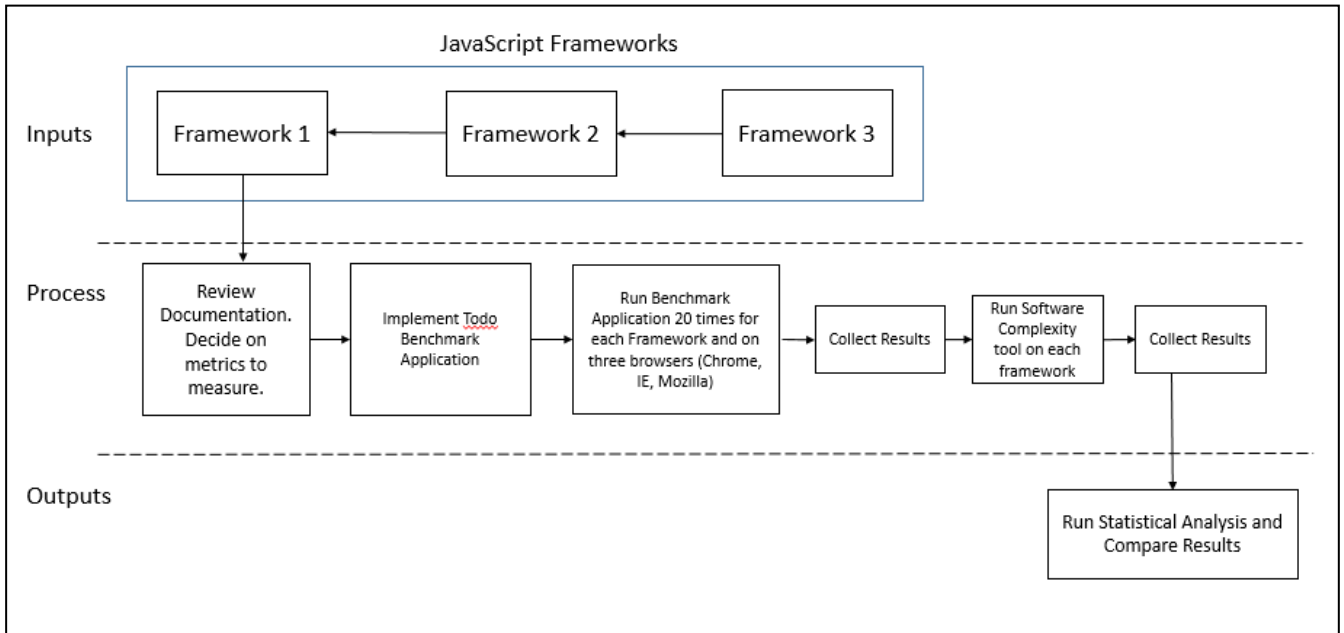 JavaScript Frameworks
Inputs
Framework 1
Framework 2
Framework 3
Process
Review
Documentation.
Decide on
metrics to
measure.
Implement Todo
Benchmark
Application
Run Benchmark
Application 20 times for
each Framework and on
three browsers (Chrome,
IE, Mozilla)
Collect Results
Run Software
Complexity
tool on each
framework
Collect Results
Outputs
Run Statistical Analysis and
Compare Results